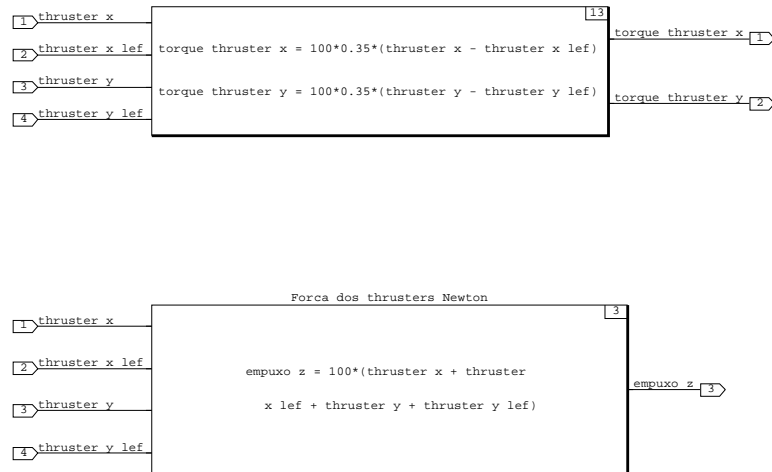 13
1 thruster x
2 thruster x lef
3 thruster y
4 thruster y lef
torque thruster x = 100*0.35*(thruster x - thruster x lef)
torque thruster y = 100*0.35*(thruster y - thruster y lef)
torque thruster x 1
torque thruster y 2
Forca dos thrusters Newton
3
1 thruster x
2 thruster x lef
3 thruster y
4 thruster y lef
empuxo z = 100*(thruster x + thruster
x lef + thruster y + thruster y lef)
empuxo z 3